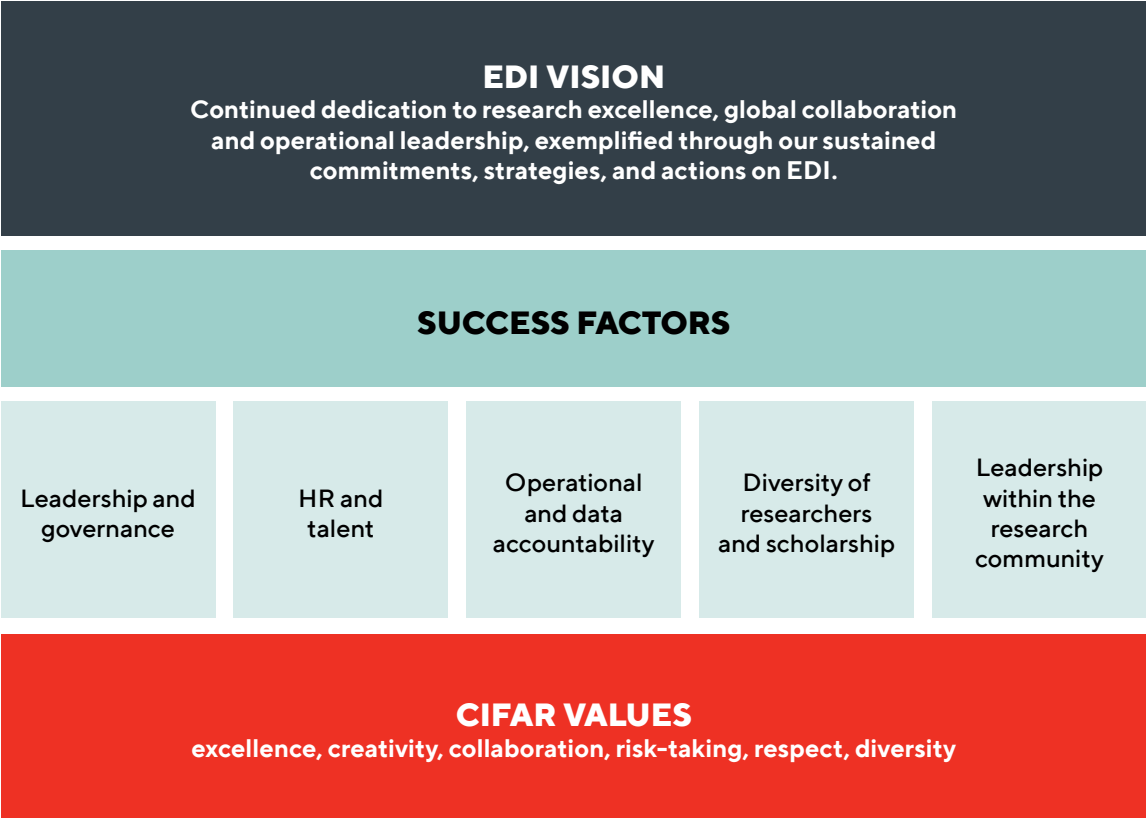 EDI VISION
Continued dedication to research excellence, global collaboration
and operational leadership, exemplified through our sustained
commitments, strategies, and actions on EDI.
SUCCESS FACTORS
Leadership and
governance
HR and
talent
Operational
and data
accountability
Diversity of
researchers
and scholarship
Leadership
within the
research
community
CIFAR VALUES
excellence, creativity, collaboration, risk-taking, respect, diversity